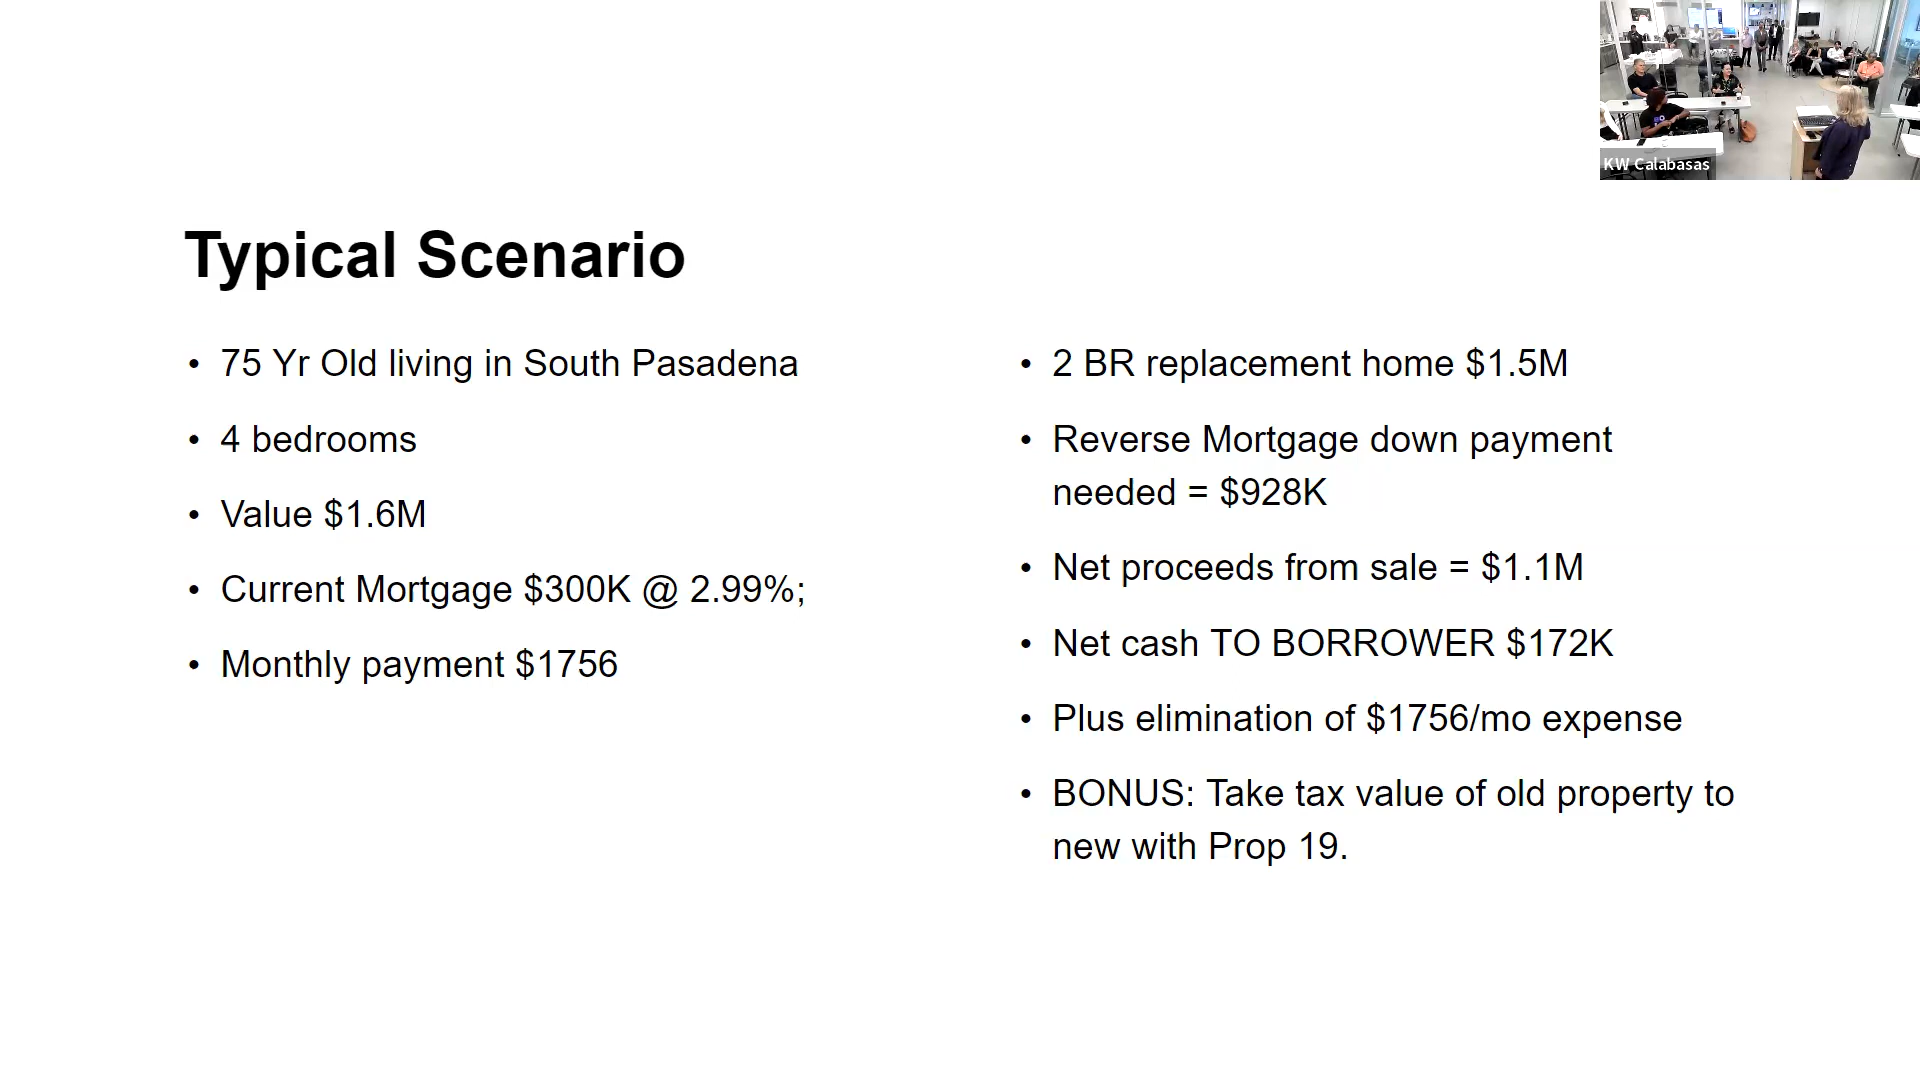 KW Calabasas
Typical Scenario
• 75 Yr Old living in South Pasadena
• 4 bedrooms
• Value $1.6M
• Current Mortgage $300K @ 2.99%;
• Monthly payment $1756
• 2 BR replacement home $1.5M
• Reverse Mortgage down payment
needed = $928K
• Net proceeds from sale = $1.1M
• Net cash TO BORROWER $172K
• Plus elimination of $1756/mo expense
• BONUS: Take tax value of old property to
new with Prop 19.